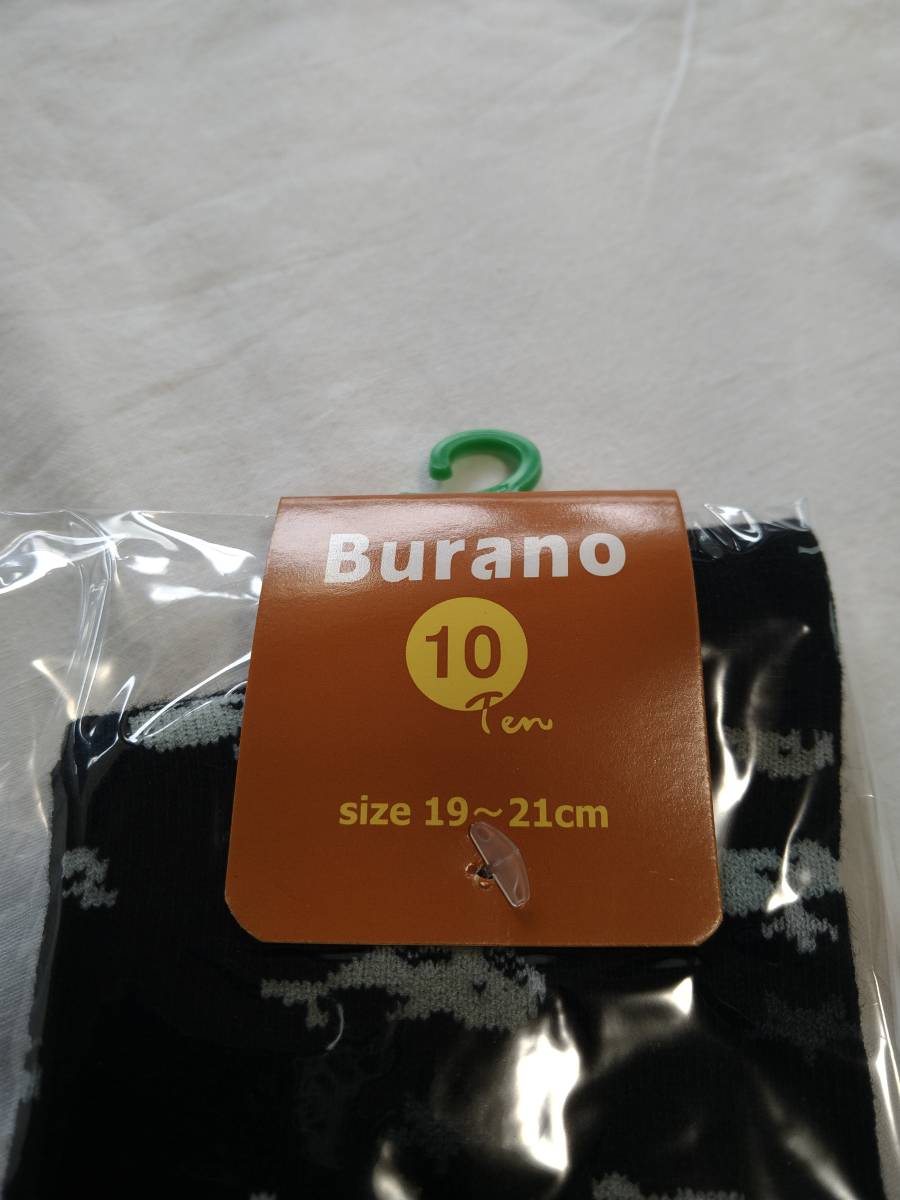 Burano
10
Ten
size 19～21cm